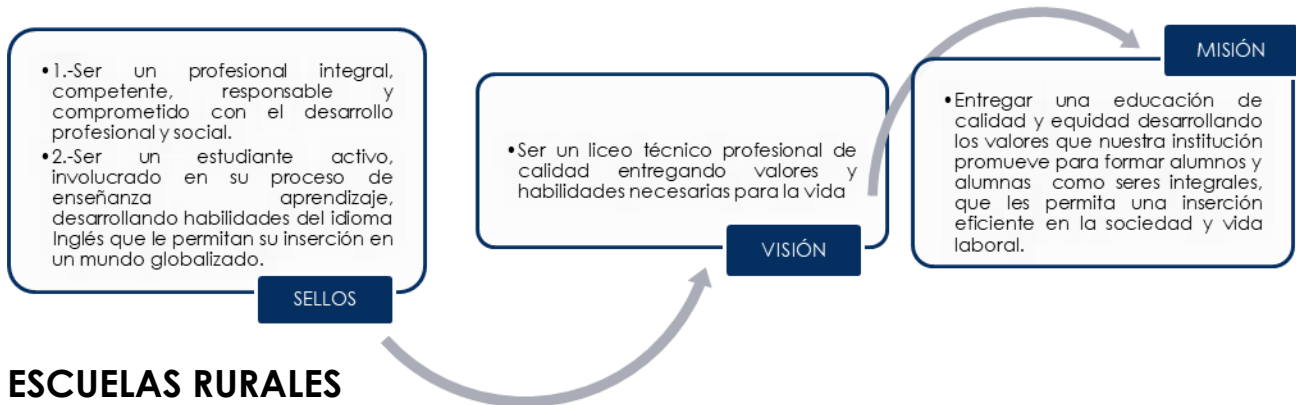 •1.-Ser un profesional integral,
competente, responsable y
comprometido con el desarrollo
profesional y social.
•2.-Ser un estudiante activo,
involucrado en su proceso de
enseñanza aprendizaje,
desarrollando habilidades del idioma
Inglés que le permitan su inserción en
un mundo globalizado.
SELLOS
•Ser un liceo técnico profesional de
calidad entregando valores y
habilidades necesarias para la vida
VISIÓN
MISIÓN
•Entregar una educación de
calidad y equidad desarrollando
los valores que nuestra institución
promueve para formar alumnos y
alumnas como seres integrales,
que les permita una inserción
eficiente en la sociedad y vida
laboral.
ESCUELAS RURALES